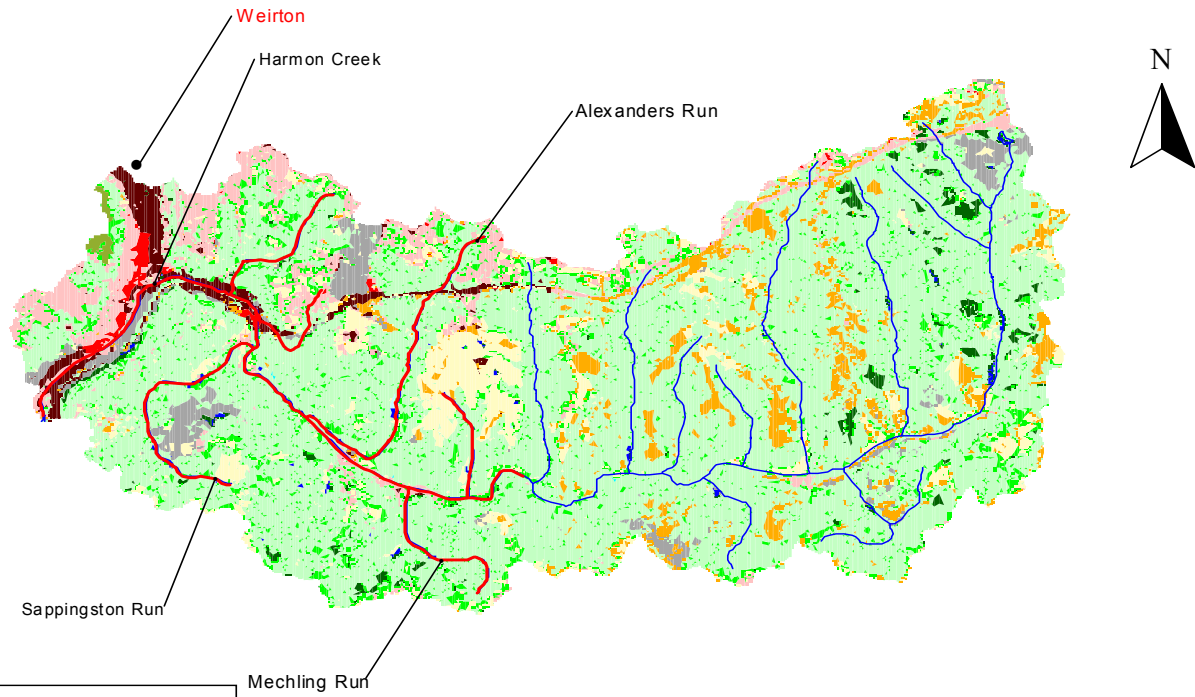 Weirton
Harmon Creek
N
Alexanders Run
Sappingston Run
Mechling Run